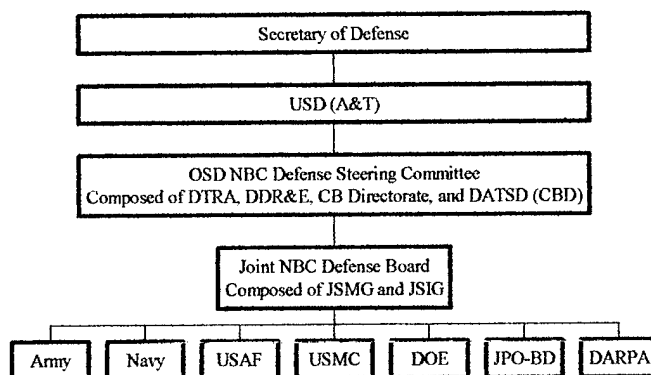 Secretary of Defense
USD (A&T)
OSD NBC Defense Steering Committee
Composed of DTRA, DDR&E, CB Directorate, and DATSD (CBD)
Joint NBC Defense Board
Composed of JSMG and JSIG
Army Navy USAF USMC DOE JPO-BD DARPA